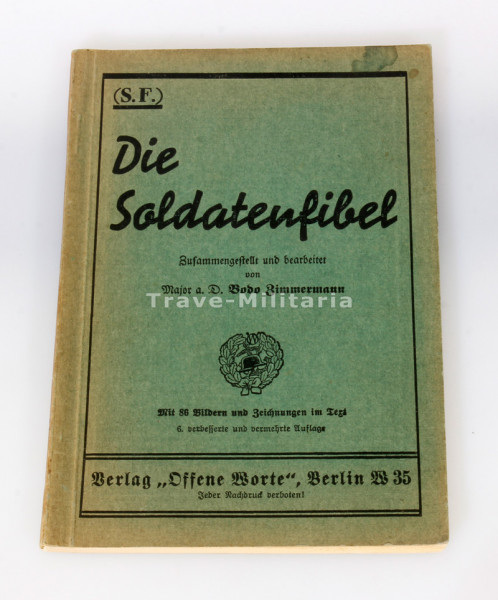 (S.F.)
Die
Soldatenfibel
Zusammengestellt und bearbeitet
von
Major a. D. Bodo Zimmermann
Trave-Militaria
Mit 86 Bildern und Zeichnungen im Text
6. verbesserte und vermehrte Auflage
Verlag „Offene Worte“, Berlin W 35
Jeder Nachdruck verboten!